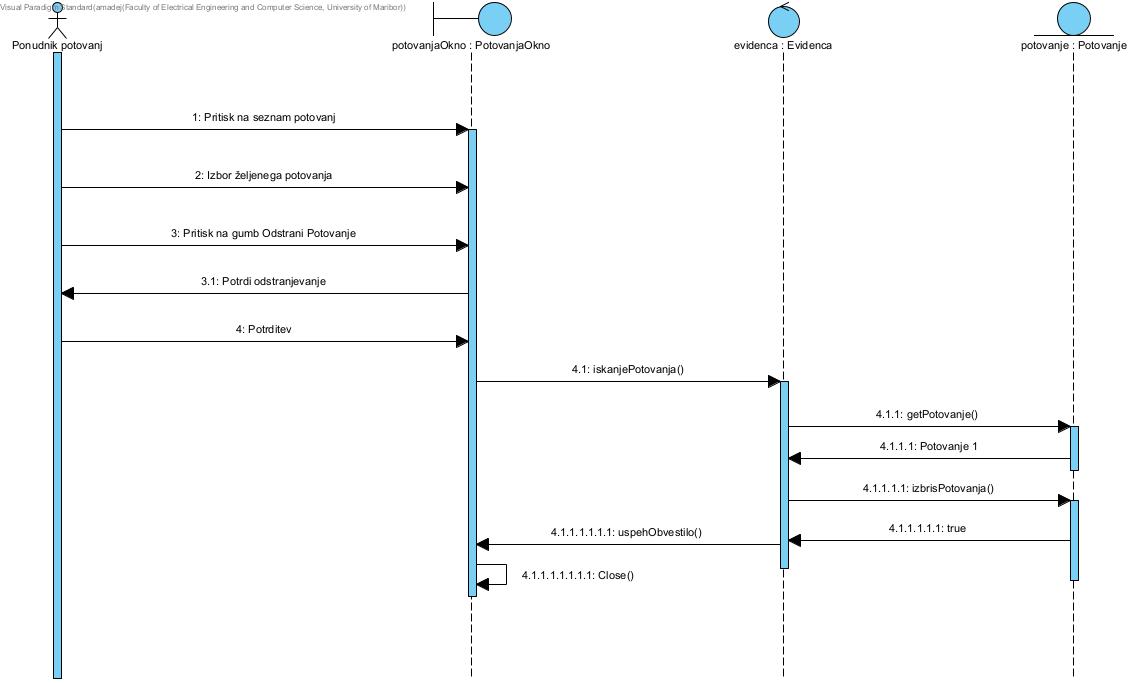 Visual Paradigm Standard(amadej(Faculty of Electrical Engineering and Computer Science, University of Maribor))
Ponudnik potovanj
potovanjaOkno : PotovanjaOkno
evidenca : Evidenca
potovanje : Potovanje
1: Pritisk na seznam potovanj
2: Izbor željenega potovanja
3: Pritisk na gumb Odstrani Potovanje
3.1: Potrdi odstranjevanje
4: Potrditev
4.1: iskanjePotovanja()
4.1.1: getPotovanje()
4.1.1.1: Potovanje 1
4.1.1.1.1: izbrisPotovanja()
4.1.1.1.1.1: true
4.1.1.1.1.1.1: uspehObvestilo()
4.1.1.1.1.1.1.1: Close()